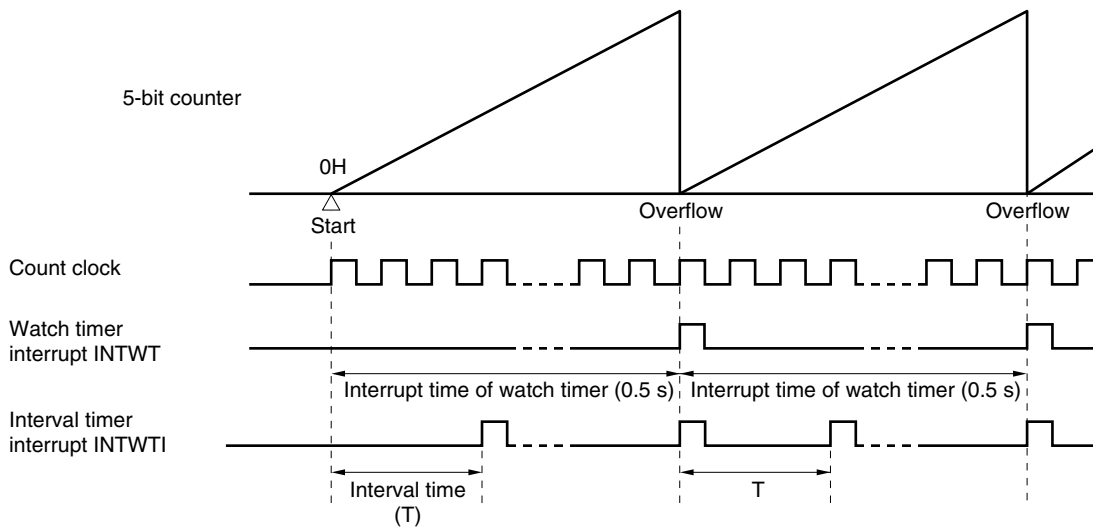 5-bit counter
0H
Start
Overflow
Overflow
Count clock
Watch timer
interrupt INTWT
Interrupt time of watch timer (0.5 s)
Interrupt time of watch timer (0.5 s)
Interval timer
interrupt INTWTI
Interval time
(T)
T